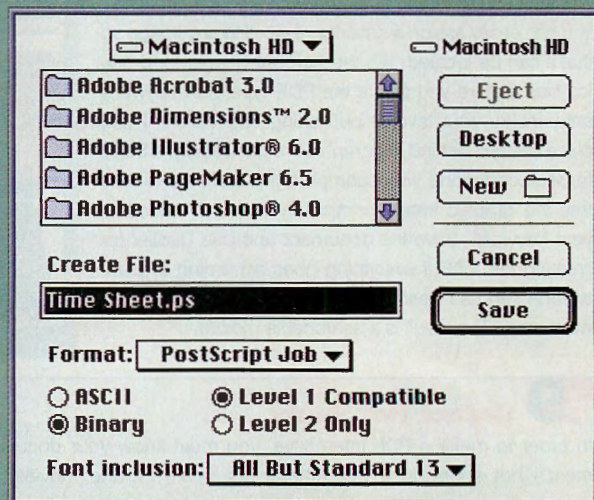 Macintosh HD
Macintosh HD
Adobe Acrobat 3.0
Adobe Dimensions™ 2.0
Adobe Illustrator® 6.0
Adobe PageMaker 6.5
Adobe Photoshop® 4.0
Eject
Desktop
New
Create File:
Time Sheet.ps
Cancel
Save
Format: PostScript Job
ASCII
Level 1 Compatible
Binary
Level 2 Only
Font inclusion: All But Standard 13